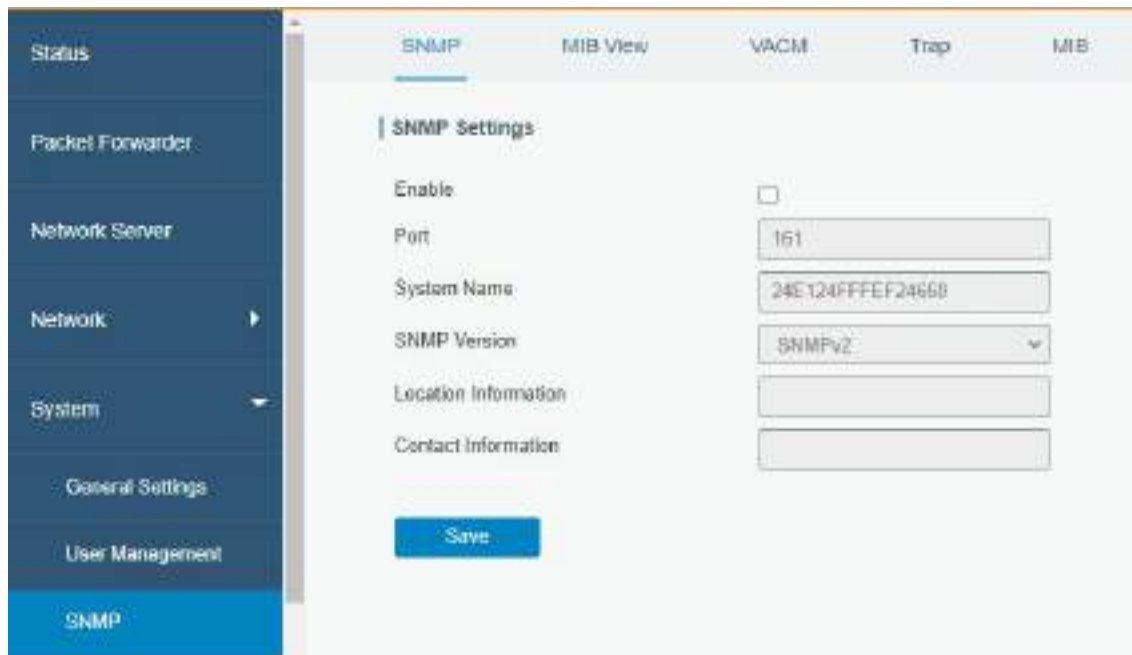 Status
Packet Forwarder
Network Server
Network
System
General Settings
User Management
SNMP
SNMP MIB View VACM Trap MIB
SNMP Settings
Enable
Port 161
System Name 24E124FFFEF24668
SNMP Version SNMPv2
Location Information
Contact Information
Save